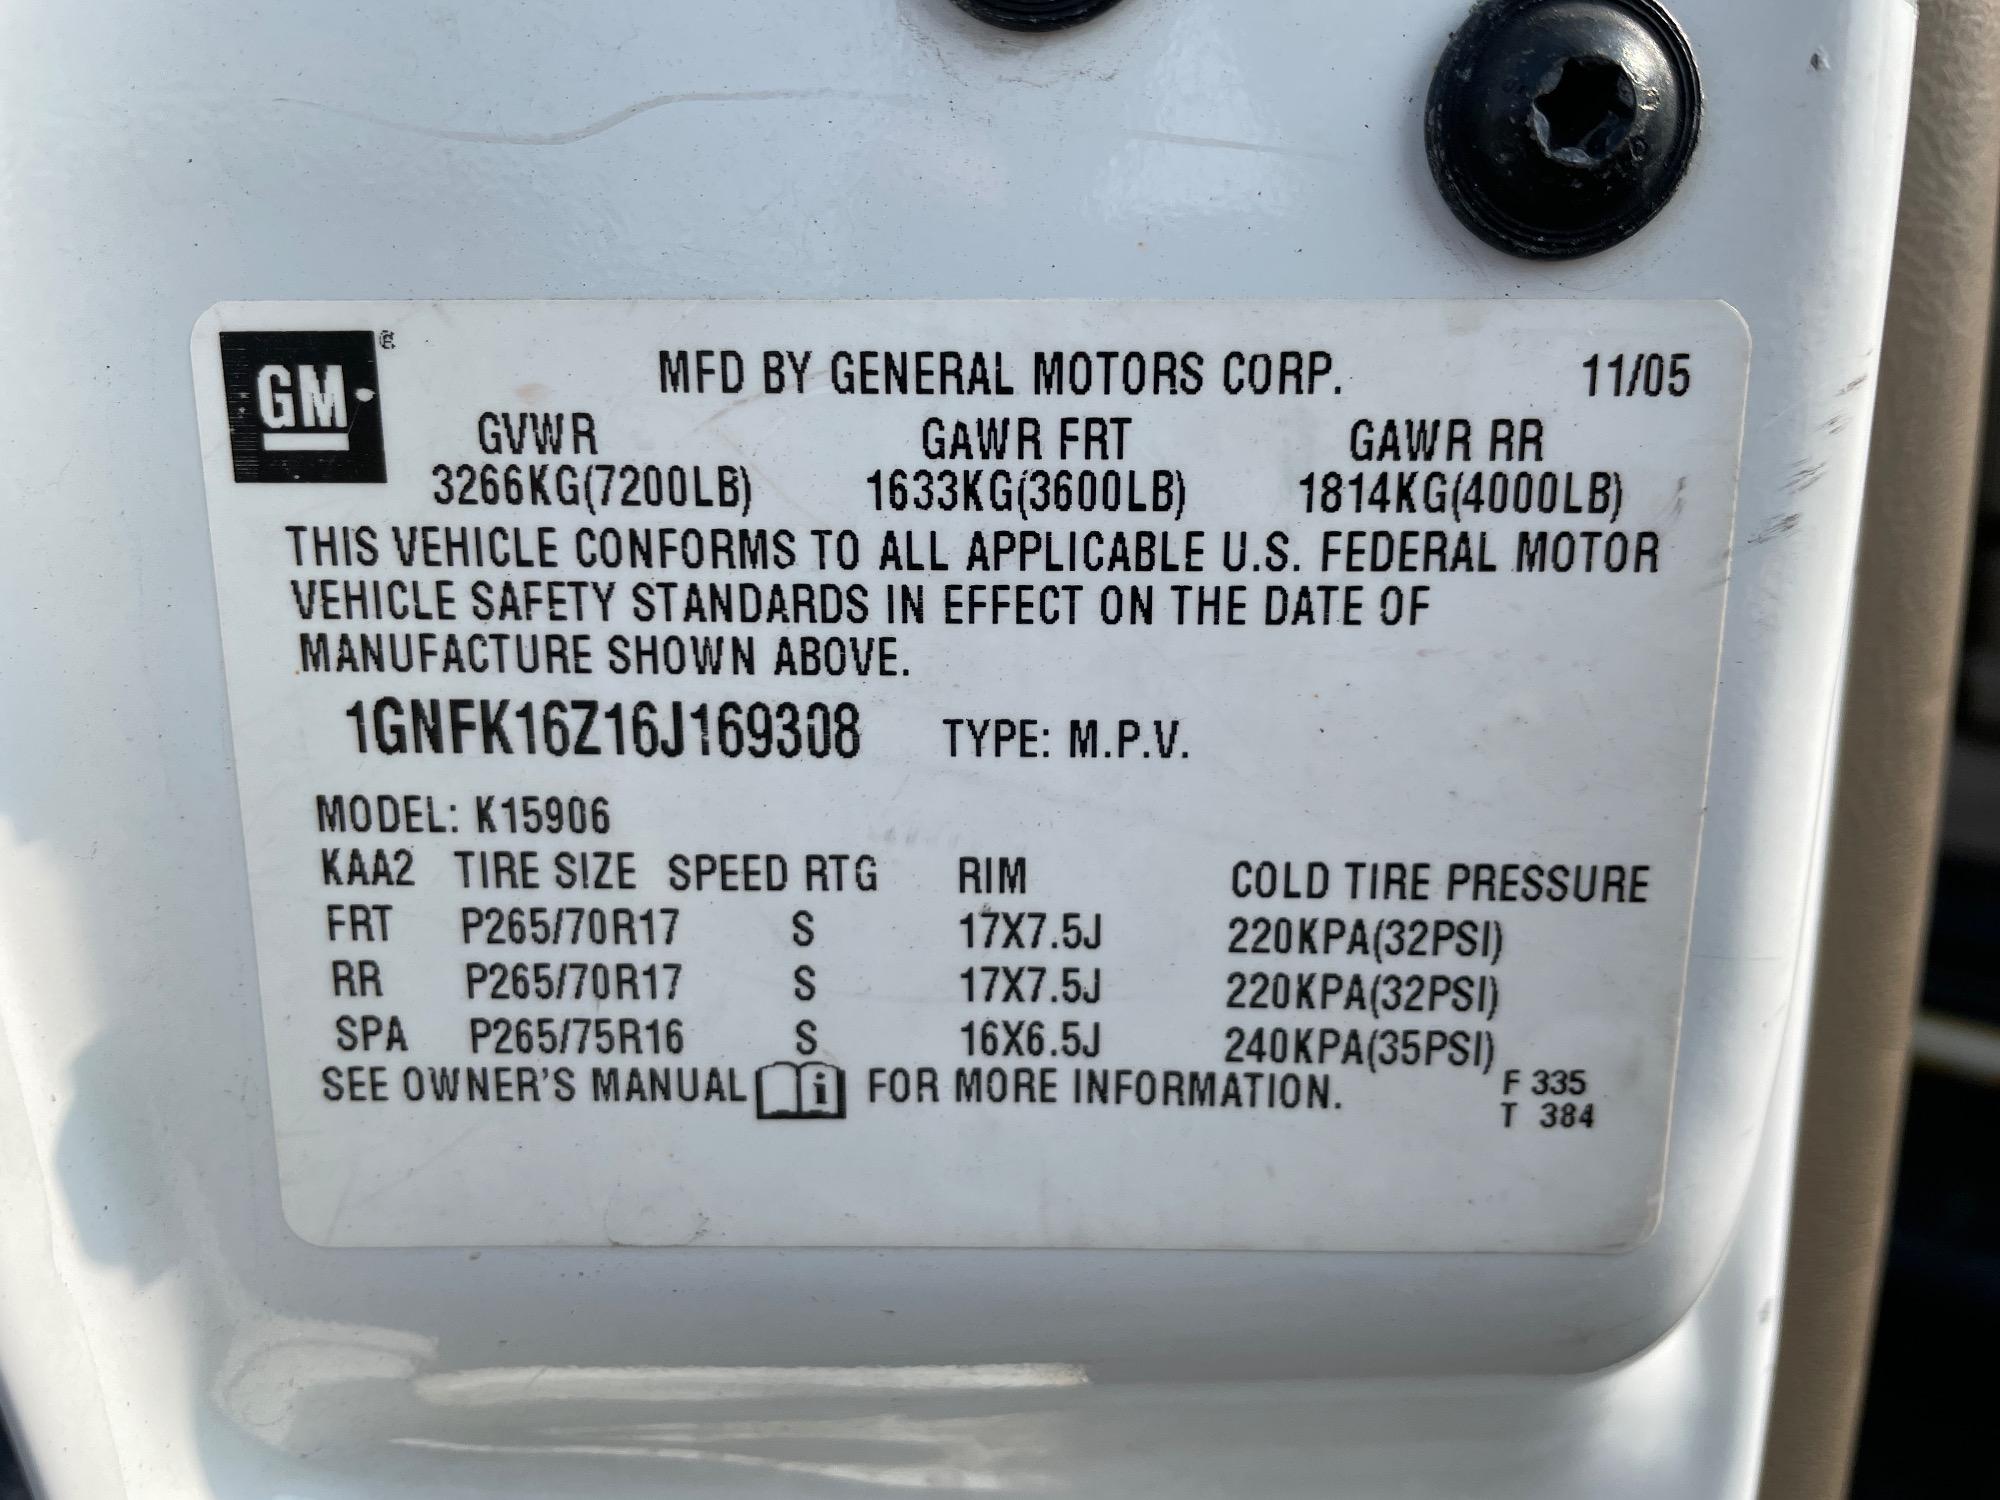 GM
MFD BY GENERAL MOTORS CORP. 11/05
GVWR GAWR FRT GAWR RR
3266KG(7200LB) 1633KG(3600LB) 1814KG(4000LB)
THIS VEHICLE CONFORMS TO ALL APPLICABLE U.S. FEDERAL MOTOR
VEHICLE SAFETY STANDARDS IN EFFECT ON THE DATE OF
MANUFACTURE SHOWN ABOVE.
1GNFK16Z16J169308 TYPE: M.P.V.
MODEL: K15906
KAA2 TIRE SIZE SPEED RTG RIM COLD TIRE PRESSURE
FRT P265/70R17 S 17X7.5J 220KPA(32PSI)
RR P265/70R17 S 17X7.5J 220KPA(32PSI)
SPA P265/75R16 S 16X6.5J 240KPA(35PSI)
SEE OWNER'S MANUAL i FOR MORE INFORMATION. F 335
T 384